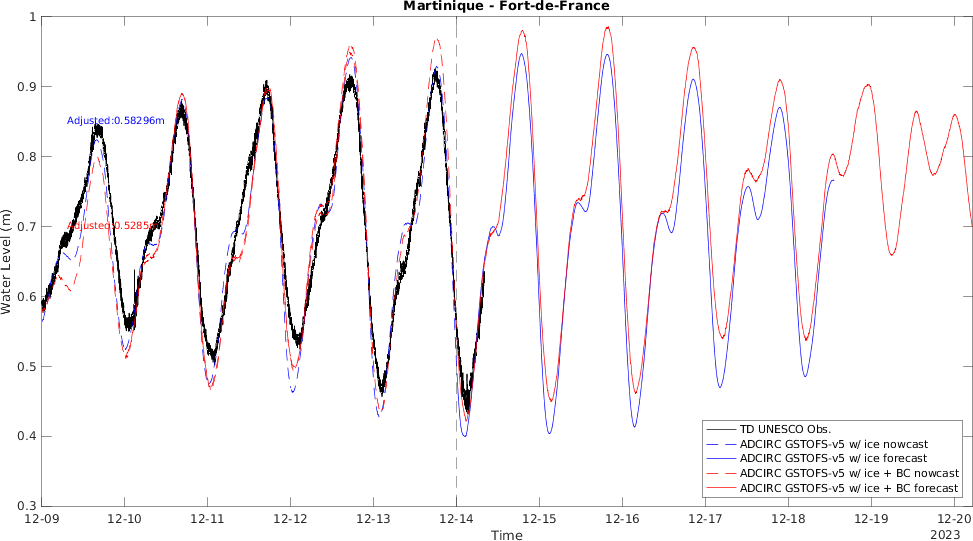 Martinique - Fort-de-France
Water Level (m)
1
0.9
0.8
0.7
0.6
0.5
0.4
0.3
Adjusted:0.58296m
Adjusted:0.5285
TD UNESCO Obs.
ADCIRC GSTOFS-v5 w/ ice nowcast
ADCIRC GSTOFS-v5 w/ ice forecast
ADCIRC GSTOFS-v5 w/ ice + BC nowcast
ADCIRC GSTOFS-v5 w/ ice + BC forecast
12-09 12-10 12-11 12-12 12-13 12-14 12-15 12-16 12-17 12-18 12-19 12-20
Time
2023